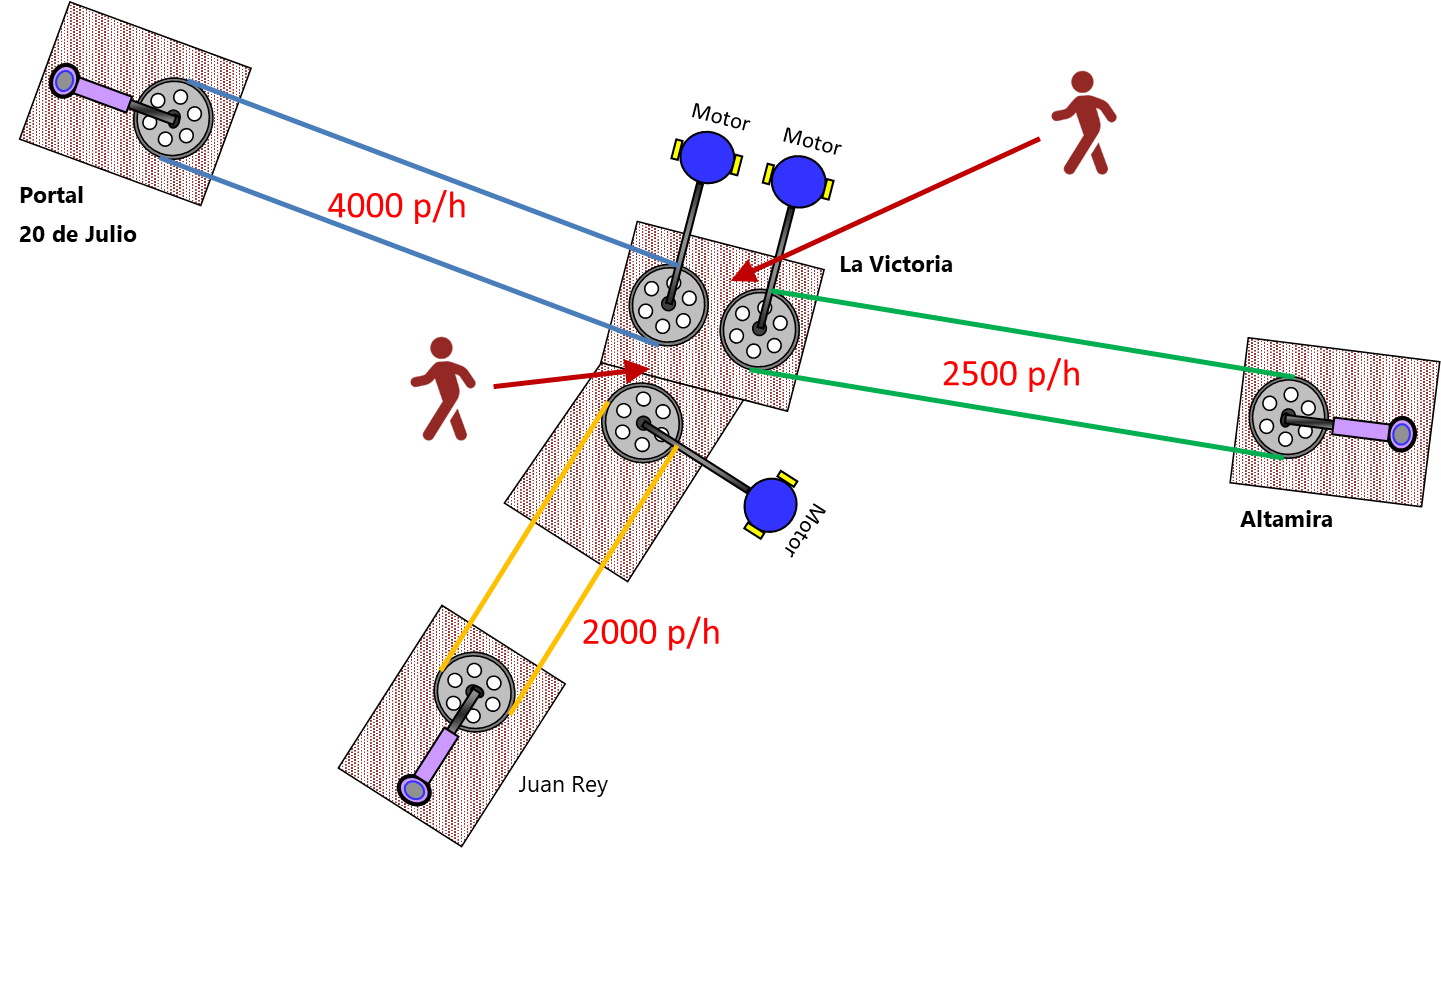 Motor
Motor
Portal
20 de Julio
4000 p/h
La Victoria
2500 p/h
Altamira
Motor
2000 p/h
Juan Rey